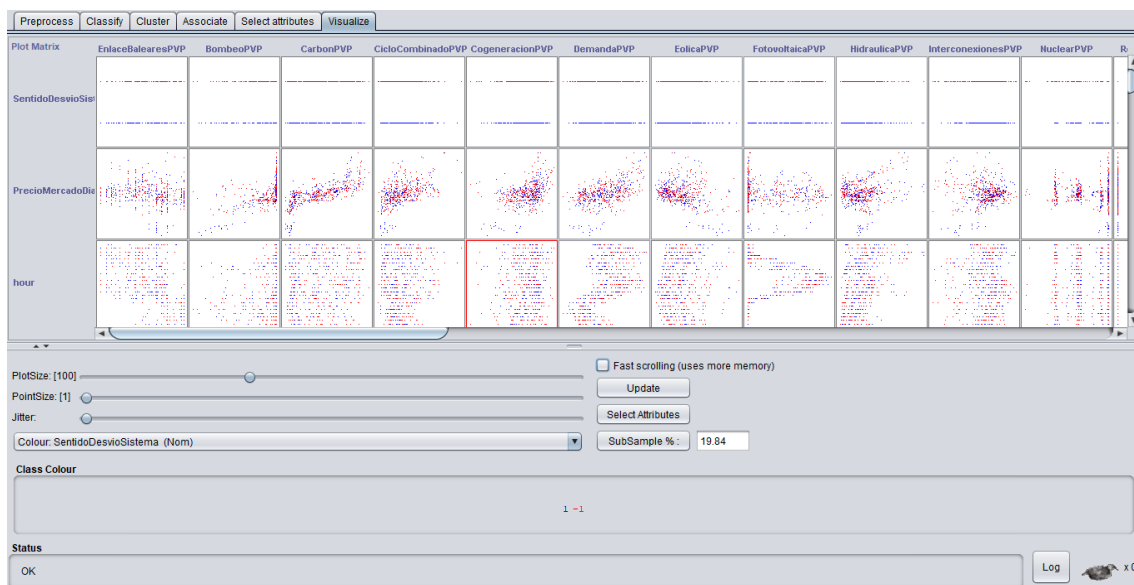 Preprocess Classify Cluster Associate Select attributes Visualize
Plot Matrix EnlaceBalearesPVP BombeoPVP CarbonPVP CicloCombinadoPVP CogeneracionPVP DemandaPVP EolicaPVP FotovoltaicaPVP HidraulicaPVP InterconexionesPVP NuclearPVP R
SentidoDesvioSist
PrecioMercadoDia
hour
Fast scrolling (uses more memory)
PlotSize: [100]
Update
PointSize: [1]
Jitter:
Select Attributes
Colour: SentidoDesvioSistema (Nom)
SubSample % : 19.84
Class Colour
1 -1
Status
OK
Log
x 0